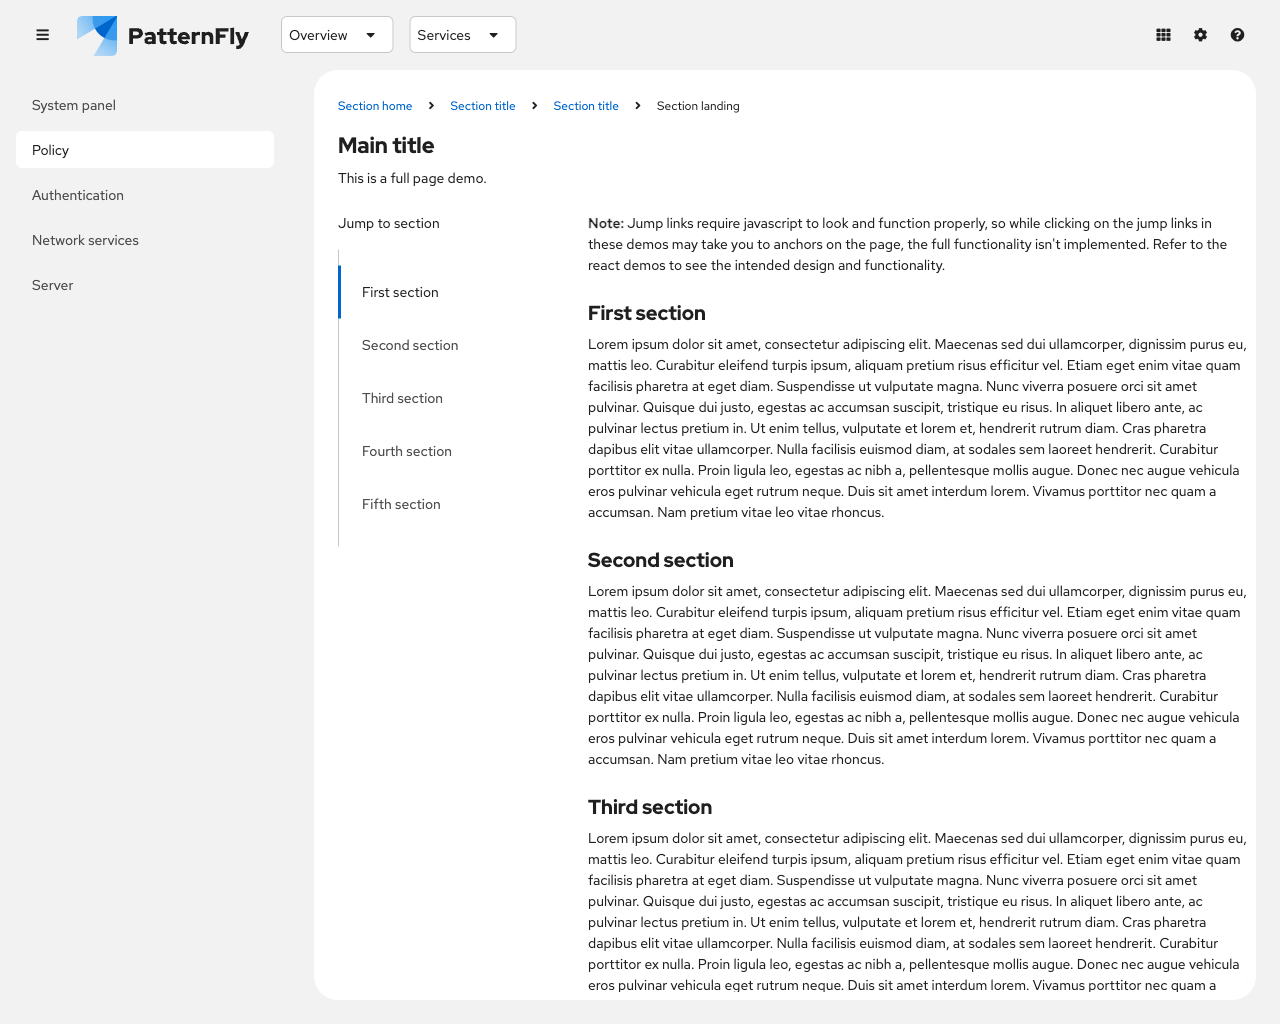 PatternFly
Overview
Services
System panel
Policy
Authentication
Network services
Server
Section home
Section title
Section title
Section landing
Main title
This is a full page demo.
Jump to section
First section
Second section
Third section
Fourth section
Fifth section
Note: Jump links require javascript to look and function properly, so while clicking on the jump links in
these demos may take you to anchors on the page, the full functionality isn't implemented. Refer to the
react demos to see the intended design and functionality.
First section
Lorem ipsum dolor sit amet, consectetur adipiscing elit. Maecenas sed dui ullamcorper, dignissim purus eu,
mattis leo. Curabitur eleifend turpis ipsum, aliquam pretium risus efficitur vel. Etiam eget enim vitae quam
facilisis pharetra at eget diam. Suspendisse ut vulputate magna. Nunc viverra posuere orci sit amet
pulvinar. Quisque dui justo, egestas ac accumsan suscipit, tristique eu risus. In aliquet libero ante, ac
pulvinar lectus pretium in. Ut enim tellus, vulputate et lorem et, hendrerit rutrum diam. Cras pharetra
dapibus elit vitae ullamcorper. Nulla facilisis euismod diam, at sodales sem laoreet hendrerit. Curabitur
porttitor ex nulla. Proin ligula leo, egestas ac nibh a, pellentesque mollis augue. Donec nec augue vehicula
eros pulvinar vehicula eget rutrum neque. Duis sit amet interdum lorem. Vivamus porttitor nec quam a
accumsan. Nam pretium vitae leo vitae rhoncus.
Second section
Lorem ipsum dolor sit amet, consectetur adipiscing elit. Maecenas sed dui ullamcorper, dignissim purus eu,
mattis leo. Curabitur eleifend turpis ipsum, aliquam pretium risus efficitur vel. Etiam eget enim vitae quam
facilisis pharetra at eget diam. Suspendisse ut vulputate magna. Nunc viverra posuere orci sit amet
pulvinar. Quisque dui justo, egestas ac accumsan suscipit, tristique eu risus. In aliquet libero ante, ac
pulvinar lectus pretium in. Ut enim tellus, vulputate et lorem et, hendrerit rutrum diam. Cras pharetra
dapibus elit vitae ullamcorper. Nulla facilisis euismod diam, at sodales sem laoreet hendrerit. Curabitur
porttitor ex nulla. Proin ligula leo, egestas ac nibh a, pellentesque mollis augue. Donec nec augue vehicula
eros pulvinar vehicula eget rutrum neque. Duis sit amet interdum lorem. Vivamus porttitor nec quam a
accumsan. Nam pretium vitae leo vitae rhoncus.
Third section
Lorem ipsum dolor sit amet, consectetur adipiscing elit. Maecenas sed dui ullamcorper, dignissim purus eu,
mattis leo. Curabitur eleifend turpis ipsum, aliquam pretium risus efficitur vel. Etiam eget enim vitae quam
facilisis pharetra at eget diam. Suspendisse ut vulputate magna. Nunc viverra posuere orci sit amet
pulvinar. Quisque dui justo, egestas ac accumsan suscipit, tristique eu risus. In aliquet libero ante, ac
pulvinar lectus pretium in. Ut enim tellus, vulputate et lorem et, hendrerit rutrum diam. Cras pharetra
dapibus elit vitae ullamcorper. Nulla facilisis euismod diam, at sodales sem laoreet hendrerit. Curabitur
porttitor ex nulla. Proin ligula leo, egestas ac nibh a, pellentesque mollis augue. Donec nec augue vehicula
eros pulvinar vehicula eget rutrum neque. Duis sit amet interdum lorem. Vivamus porttitor nec quam a